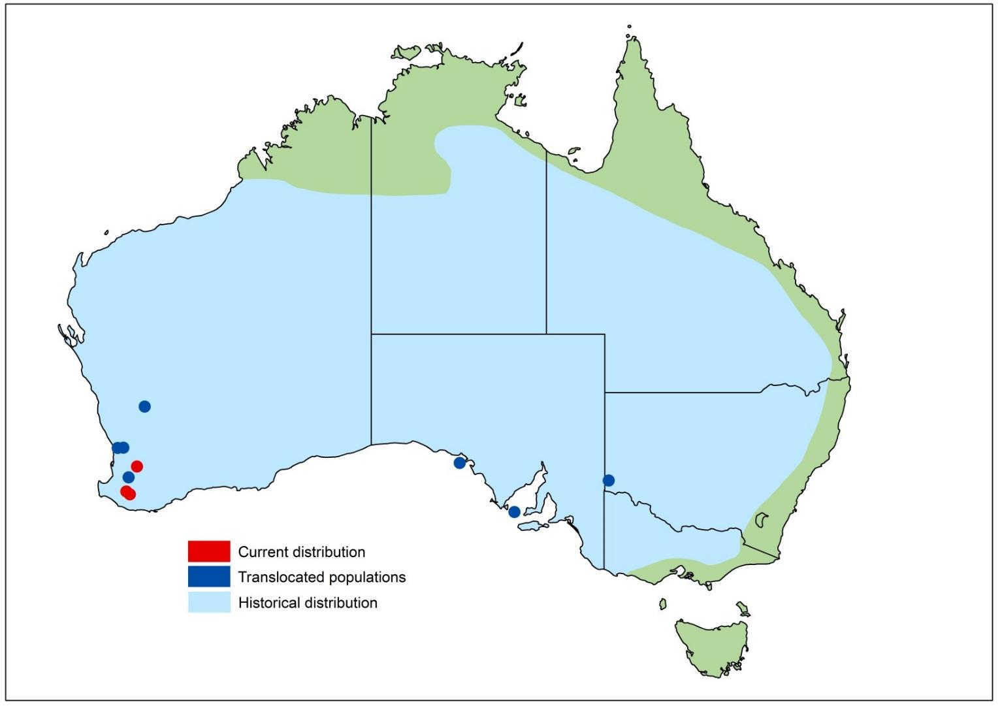 Current distribution
Translocated populations
Historical distribution